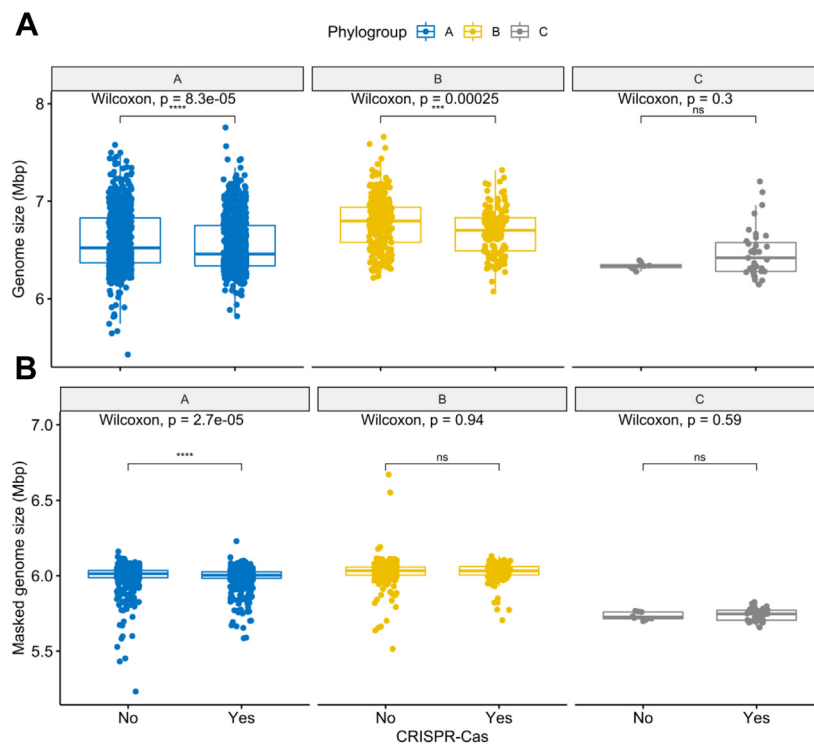 A
Phylogroup A B C
A B C
Wilcoxon, p = 8.3e-05 Wilcoxon, p = 0.00025 Wilcoxon, p = 0.3
**** *** ns
Genome size (Mbp)
8
7
6
B
A B C
Wilcoxon, p = 2.7e-05 Wilcoxon, p = 0.94 Wilcoxon, p = 0.59
**** ns ns
Masked genome size (Mbp)
7.0
6.5
6.0
5.5
No Yes No Yes No Yes
CRISPR-Cas